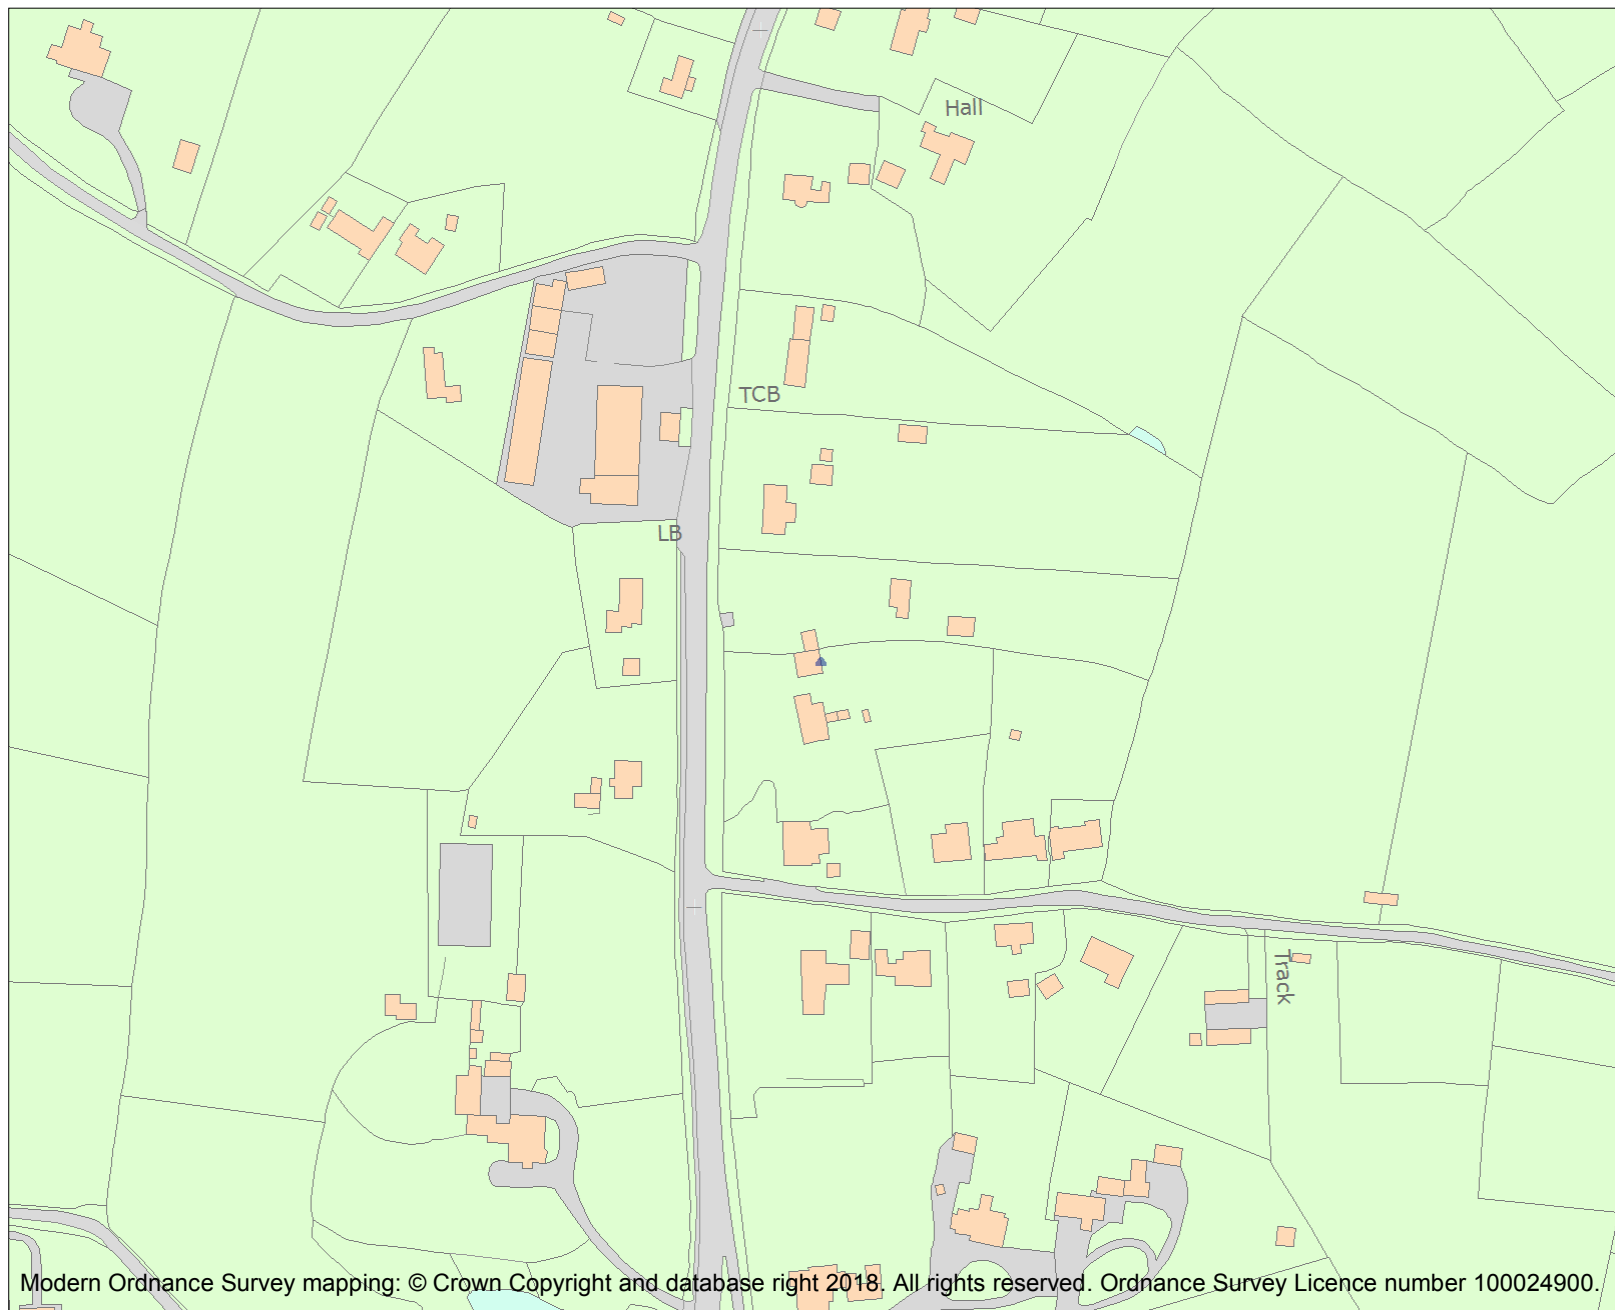 Hall
TCB
LB
Track
Modern Ordnance Survey mapping: © Crown Copyright and database right 2018. All rights reserved. Ordnance Survey Licence number 100024900.